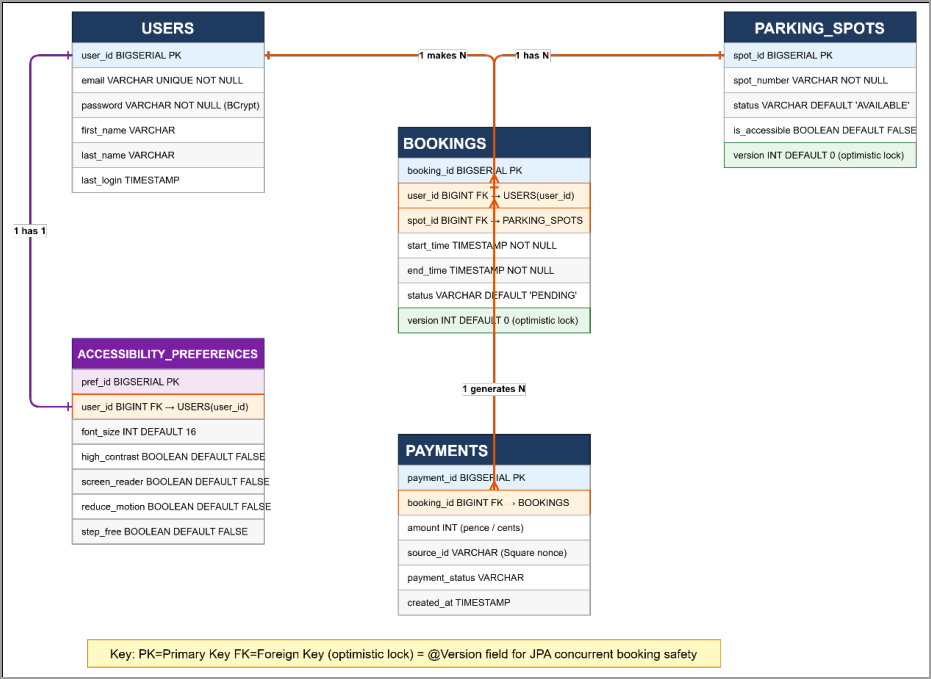 USERS
user_id BIGSERIAL PK
email VARCHAR UNIQUE NOT NULL
password VARCHAR NOT NULL (BCrypt)
first_name VARCHAR
last_name VARCHAR
last_login TIMESTAMP
1 makes N
1 has N
PARKING_SPOTS
spot_id BIGSERIAL PK
spot_number VARCHAR NOT NULL
status VARCHAR DEFAULT 'AVAILABLE'
is_accessible BOOLEAN DEFAULT FALSE
version INT DEFAULT 0 (optimistic lock)
BOOKINGS
booking_id BIGSERIAL PK
user_id BIGINT FK → USERS(user_id)
spot_id BIGINT FK → PARKING_SPOTS
start_time TIMESTAMP NOT NULL
end_time TIMESTAMP NOT NULL
status VARCHAR DEFAULT 'PENDING'
version INT DEFAULT 0 (optimistic lock)
1 has 1
ACCESSIBILITY_PREFERENCES
pref_id BIGSERIAL PK
user_id BIGINT FK → USERS(user_id)
font_size INT DEFAULT 16
high_contrast BOOLEAN DEFAULT FALSE
screen_reader BOOLEAN DEFAULT FALSE
reduce_motion BOOLEAN DEFAULT FALSE
step_free BOOLEAN DEFAULT FALSE
1 generates N
PAYMENTS
payment_id BIGSERIAL PK
booking_id BIGINT FK → BOOKINGS
amount INT (pence / cents)
source_id VARCHAR (Square nonce)
payment_status VARCHAR
created_at TIMESTAMP
Key: PK=Primary Key FK=Foreign Key (optimistic lock) = @Version field for JPA concurrent booking safety